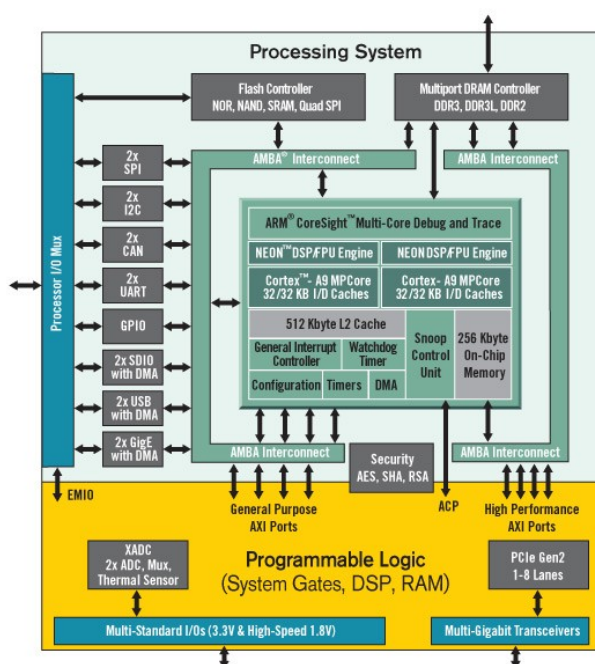 Processing System
Flash Controller
NOR, NAND, SRAM, Quad SPI
Multiport DRAM Controller
DDR3, DDR3L, DDR2
Processor I/O Mux
2x
SPI
2x
I2C
2x
CAN
2x
UART
GPIO
2x SDIO
with DMA
2x USB
with DMA
2x GigE
with DMA
AMBA® Interconnect
AMBA Interconnect
ARM® CoreSight™ Multi-Core Debug and Trace
NEON™ DSP/FPU Engine
NEON DSP/FPU Engine
Cortex™- A9 MPCore
32/32 KB I/D Caches
Cortex- A9 MPCore
32/32 KB I/D Caches
512 Kbyte L2 Cache
General Interrupt
Controller
Watchdog
Timer
Configuration
Timers
DMA
Snoop
Control
Unit
256 Kbyte
On-Chip
Memory
AMBA Interconnect
AMBA Interconnect
Security
AES, SHA, RSA
EMIO
General Purpose
AXI Ports
ACP
High Performance
AXI Ports
XADC
2x ADC, Mux,
Thermal Sensor
Programmable Logic
(System Gates, DSP, RAM)
PCIe Gen2
1-8 Lanes
Multi-Standard I/Os (3.3V & High-Speed 1.8V)
Multi-Gigabit Transceivers